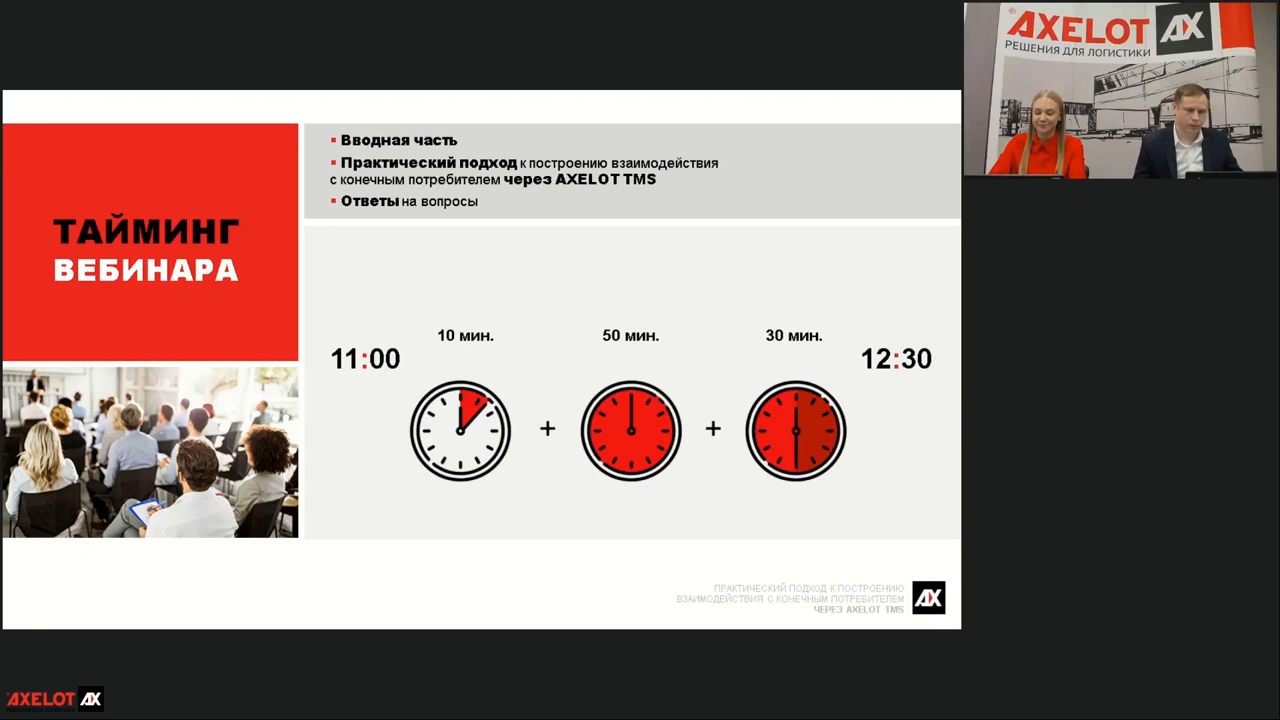 AXELOT AX
РЕШЕНИЯ ДЛЯ ЛОГИСТИКИ
ТАЙМИНГ
ВЕБИНАРА
Вводная часть
Практический подход к построению взаимодействия
с конечным потребителем через AXELOT TMS
Ответы на вопросы
10 мин.
50 мин.
30 мин.
11:00
12:30
+
+
ПРАКТИЧЕСКИЙ ПОДХОД К ПОСТРОЕНИЮ
ВЗАИМОДЕЙСТВИЯ С КОНЕЧНЫМ ПОТРЕБИТЕЛЕМ
ЧЕРЕЗ AXELOT TMS
AX
AXELOT AX